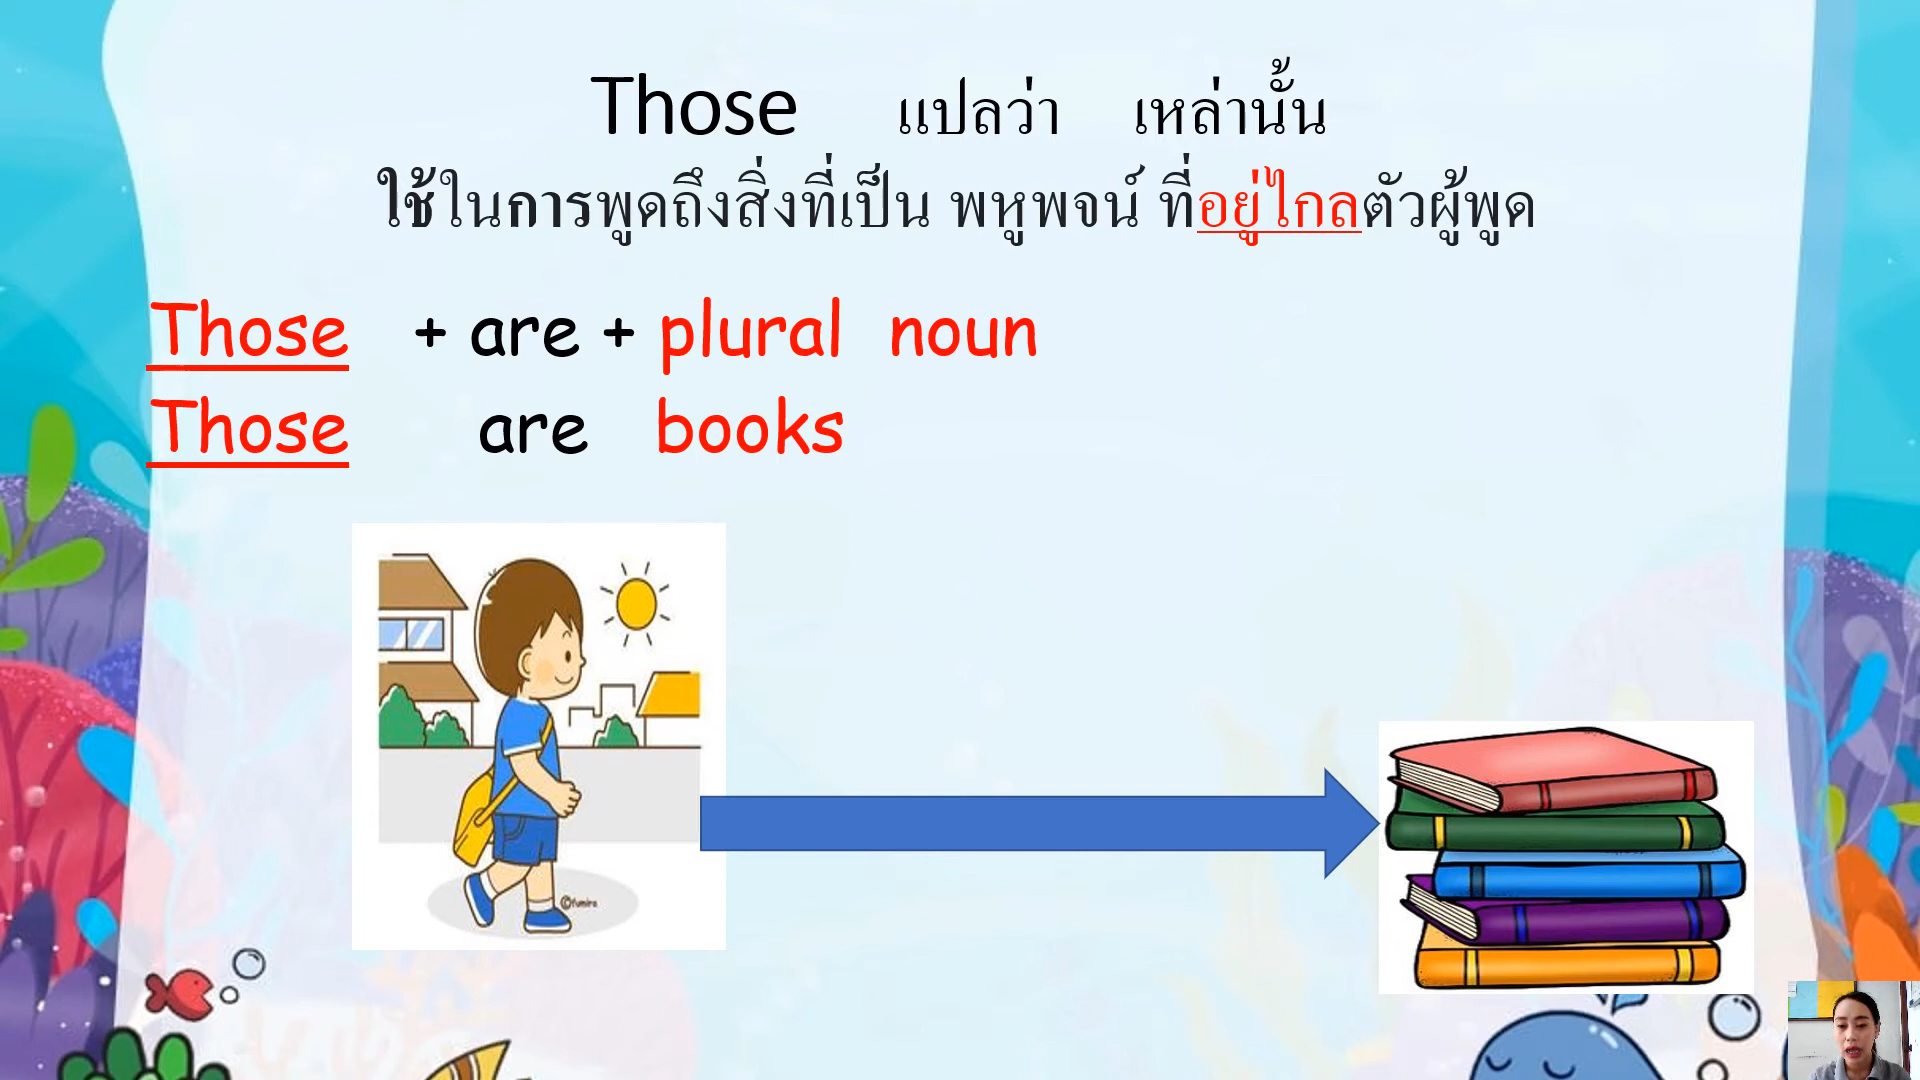 Those แปลว่า เหล่านั้น
ใช้ในการพูดถึงสิ่งที่เป็น พหูพจน์ ที่อยู่ไกลตัวผู้พูด
Those + are + plural noun
Those are books
©fumira